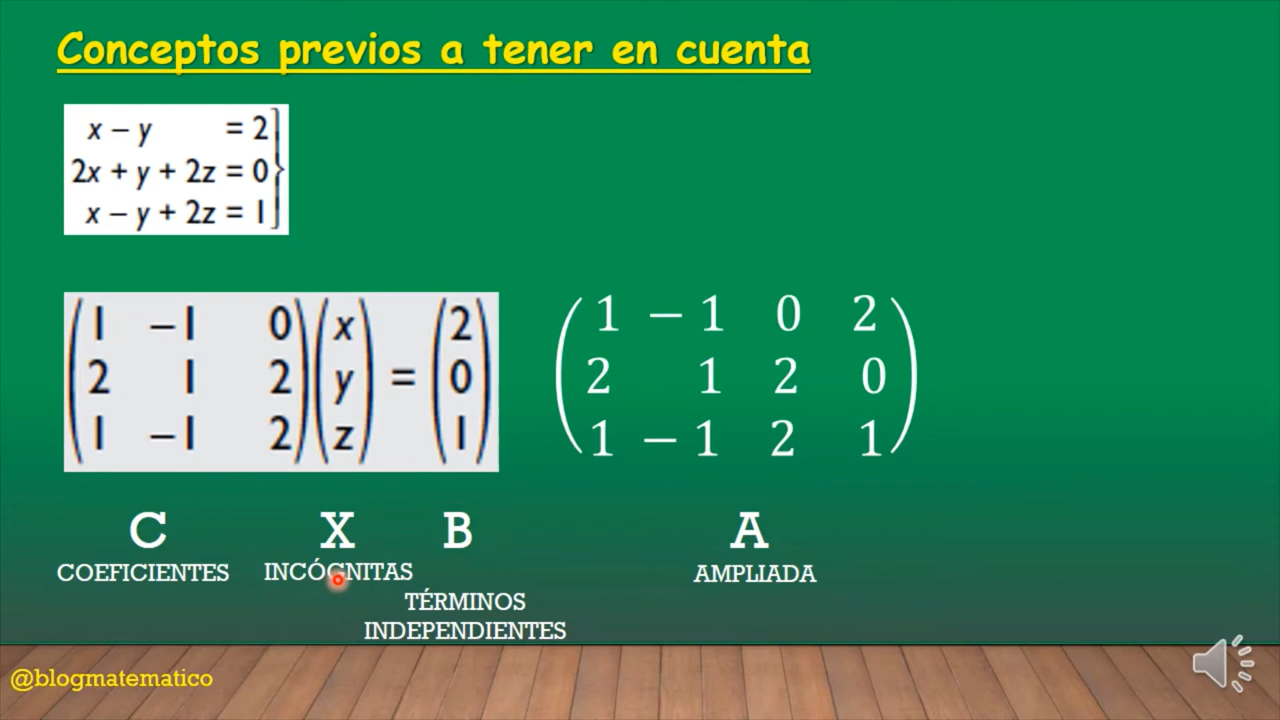 Conceptos previos a tener en cuenta
x − y = 2
2x + y + 2z = 0
x − y + 2z = 1
1 −1 0 x 2 1 −1 0 2
2 1 2 y = 0 2 1 2 0
1 −1 2 z 1 1 −1 2 1
C X B A
COEFICIENTES INCÓGNITAS AMPLIADA
TÉRMINOS
INDEPENDIENTES
@blogmatematico